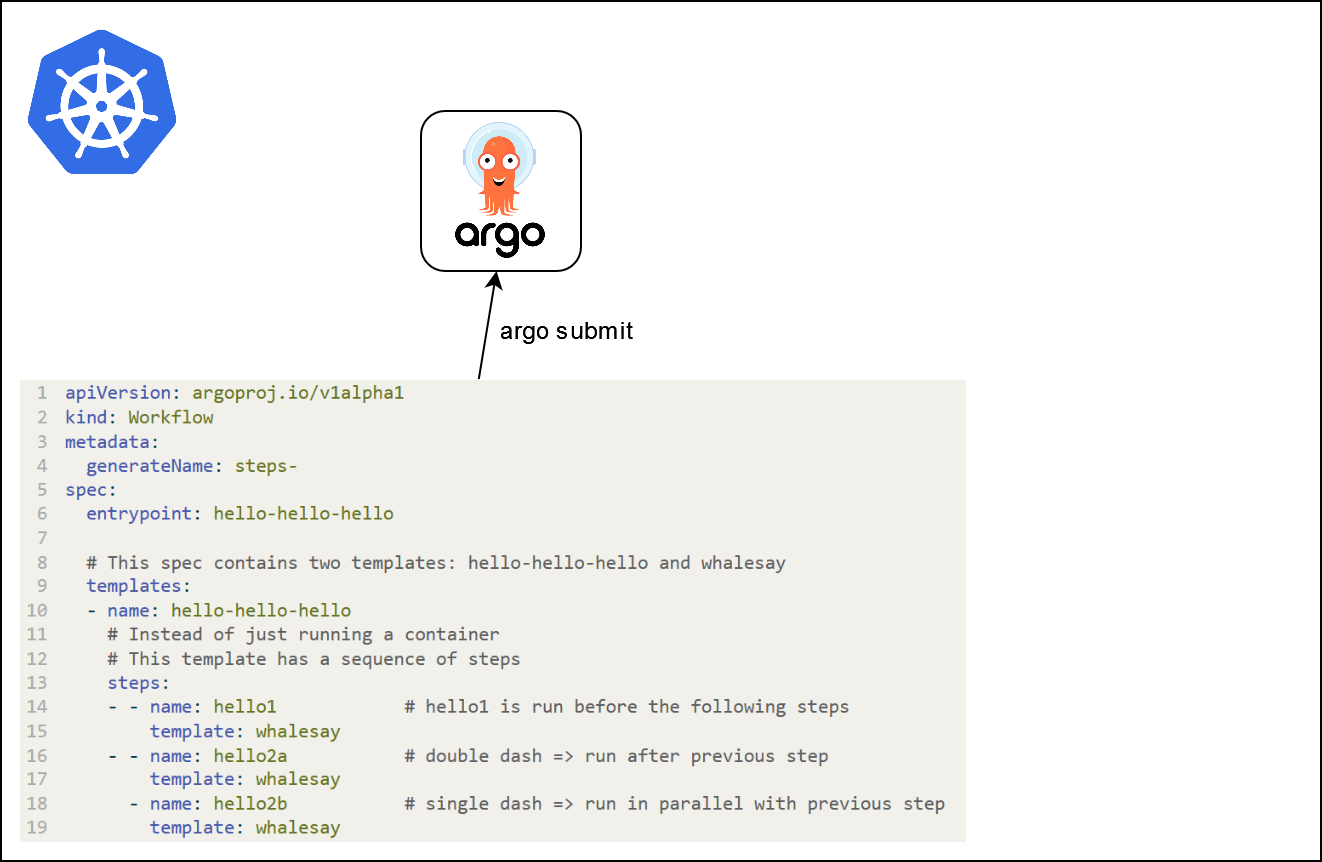 argo
argo submit
1 apiVersion: argoproj.io/v1alpha1
2 kind: Workflow
3 metadata:
4   generateName: steps-
5 spec:
6   entrypoint: hello-hello-hello
7
8   # This spec contains two templates: hello-hello-hello and whalesay
9   templates:
10   - name: hello-hello-hello
11     # Instead of just running a container
12     # This template has a sequence of steps
13     steps:
14     - - name: hello1            # hello1 is run before the following steps
15         template: whalesay
16     - - name: hello2a           # double dash => run after previous step
17         template: whalesay
18       - name: hello2b           # single dash => run in parallel with previous step
19         template: whalesay